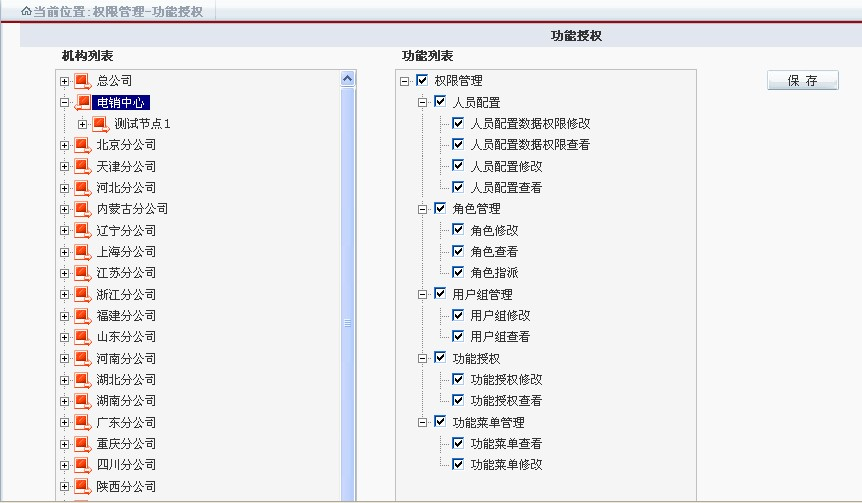 当前位置:权限管理-功能授权
功能授权
机构列表
总公司
电销中心
测试节点1
北京分公司
天津分公司
河北分公司
内蒙古分公司
辽宁分公司
上海分公司
江苏分公司
浙江分公司
福建分公司
山东分公司
河南分公司
湖北分公司
湖南分公司
广东分公司
重庆分公司
四川分公司
陕西分公司
功能列表
权限管理
人员配置
人员配置数据权限修改
人员配置数据权限查看
人员配置修改
人员配置查看
角色管理
角色修改
角色查看
角色指派
用户组管理
用户组修改
用户组查看
功能授权
功能授权修改
功能授权查看
功能菜单管理
功能菜单查看
功能菜单修改
保 存